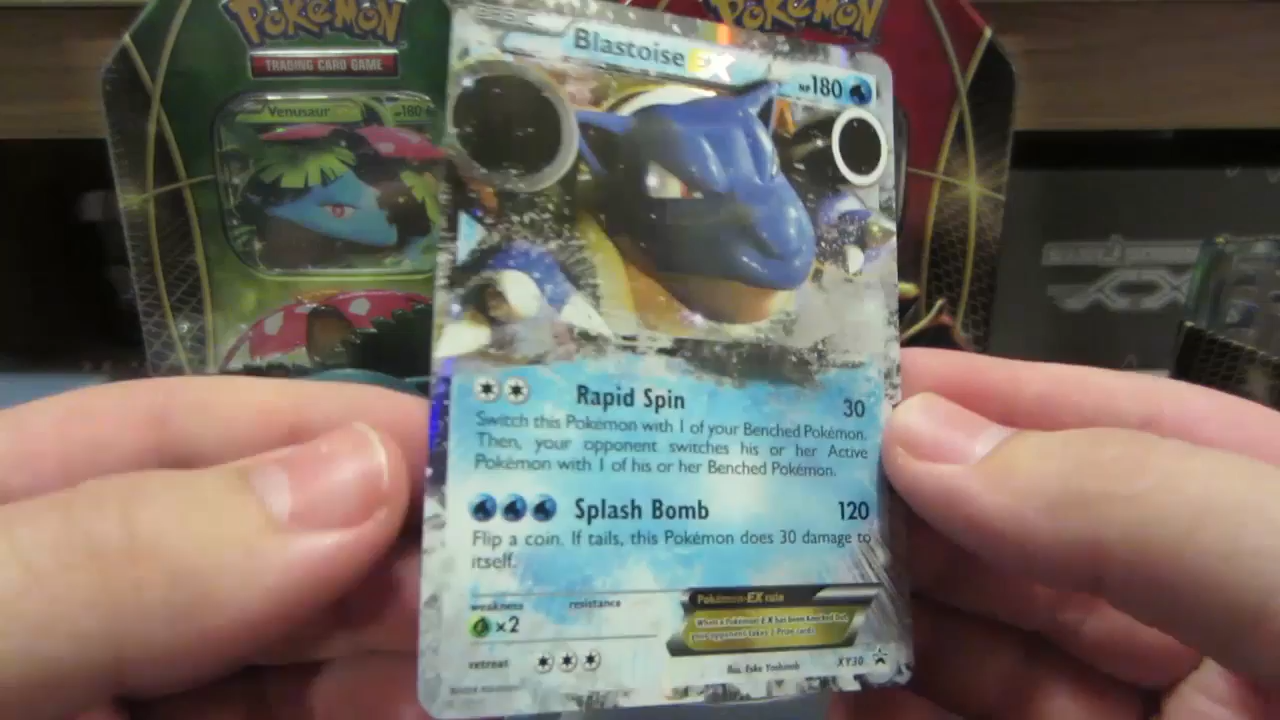 POKéMON
TRADING CARD GAME
Venusaur
180
POKéMON
Blastoise EX
HP180
Rapid Spin 30
Switch this Pokémon with 1 of your Benched Pokémon.
Then, your opponent switches his or her Active
Pokémon with 1 of his or her Benched Pokémon.
Splash Bomb 120
Flip a coin. If tails, this Pokémon does 30 damage to
itself.
weakness resistance
×2
retreat
Pokémon-EX rule
When a Pokémon-EX has been Knocked Out,
your opponent takes 2 Prize cards.
Illus. Eske Yoshinob XY30